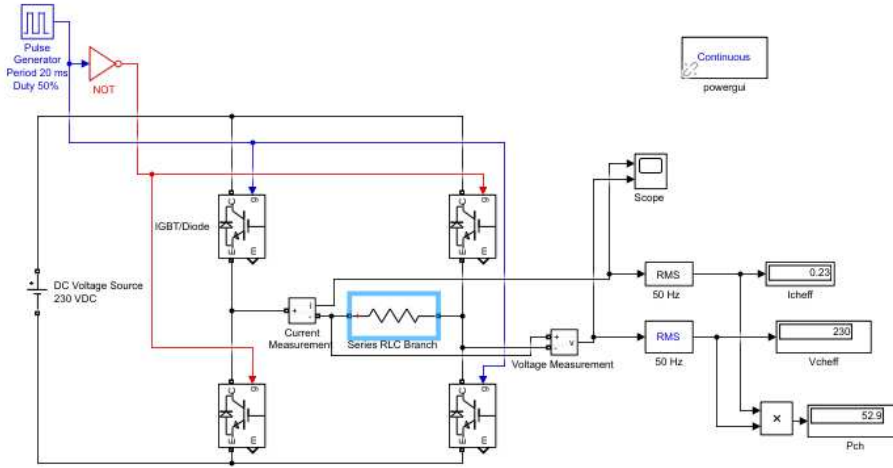 Pulse
Generator
Period 20 ms
Duty 50%
NOT
Continuous
powergui
Scope
C
g
E
m
IGBT/Diode
C
g
E
m
DC Voltage Source
230 VDC
+
i
-
Current
Measurement
+
Series RLC Branch
+
-
v
Voltage Measurement
RMS
50 Hz
0.23
Icheff
RMS
50 Hz
230
Vcheff
C
g
E
m
C
g
E
m
×
52.9
Pch